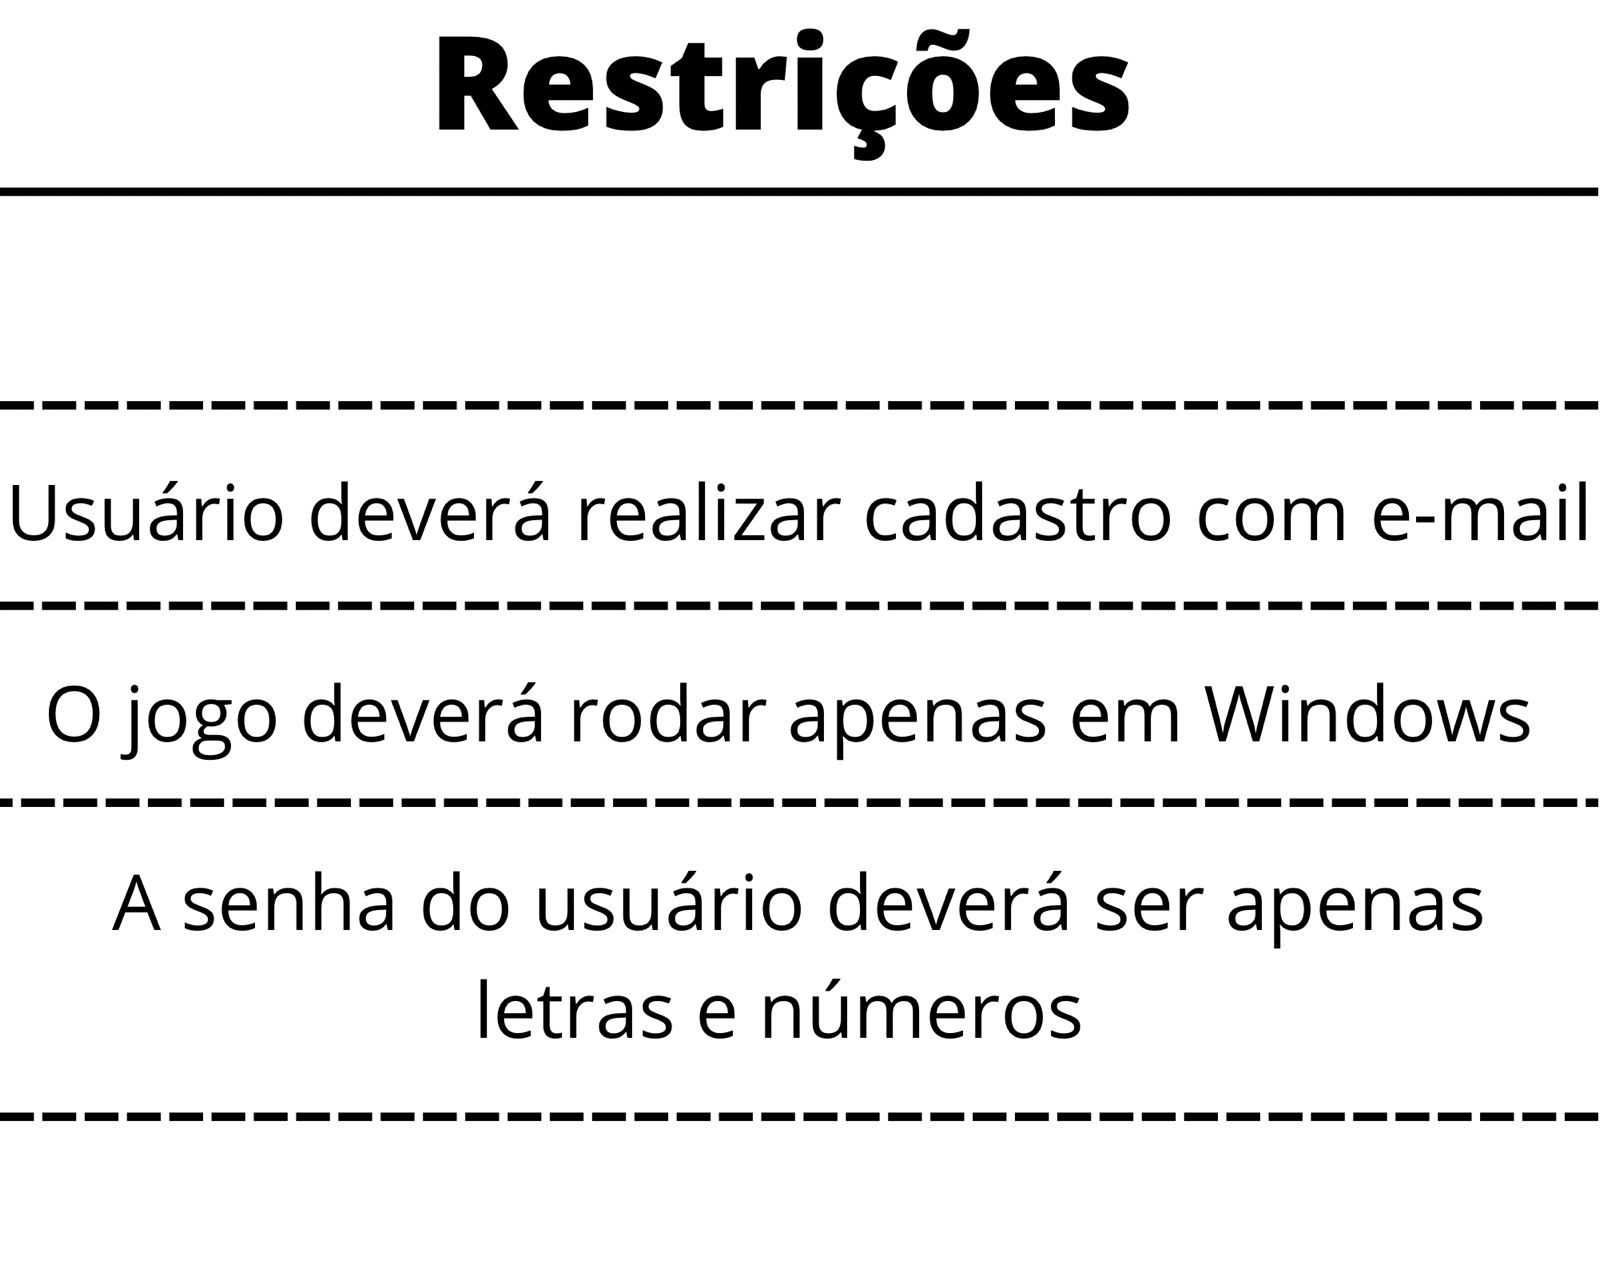 Restrições
Usuário deverá realizar cadastro com e-mail
O jogo deverá rodar apenas em Windows
A senha do usuário deverá ser apenas
letras e números